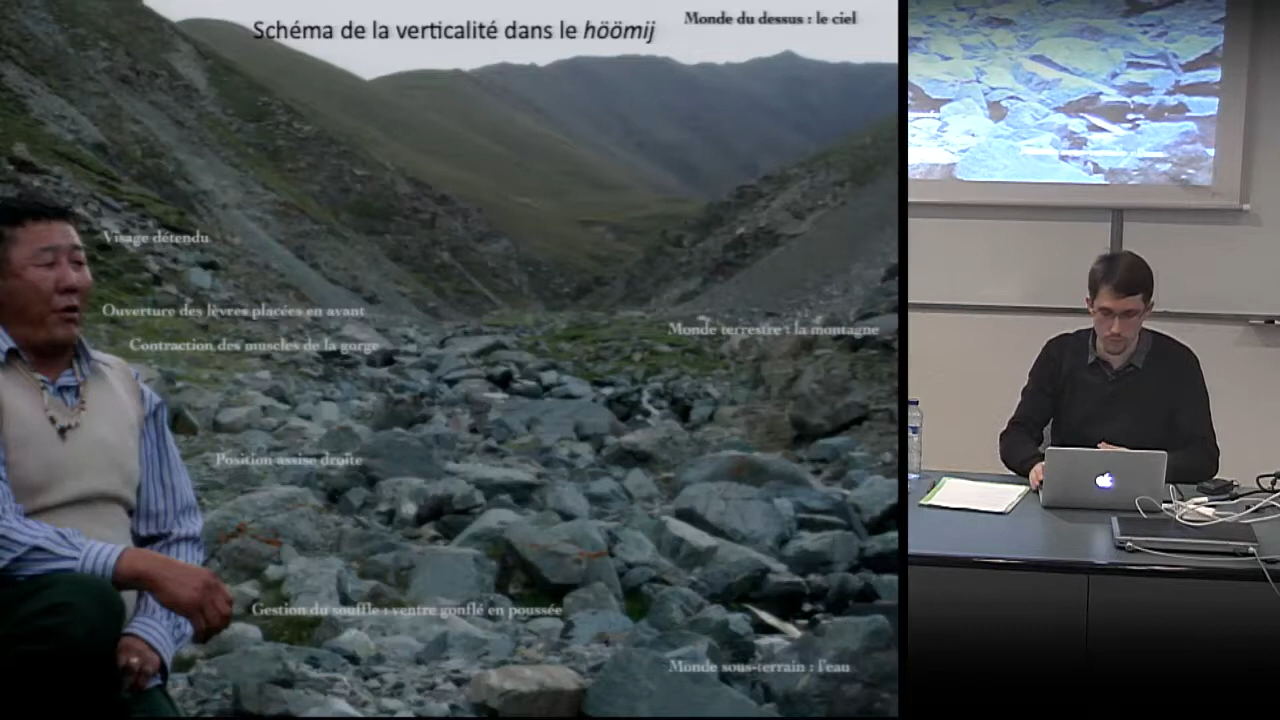 Schéma de la verticalité dans le höömij
Monde du dessus : le ciel
Visage détendu
Ouverture des lèvres placées en avant
Monde terrestre : la montagne
Contraction des muscles de la gorge
Position assise droite
Gestion du souffle : ventre gonflé en poussée
Monde sous-terrain : l'eau